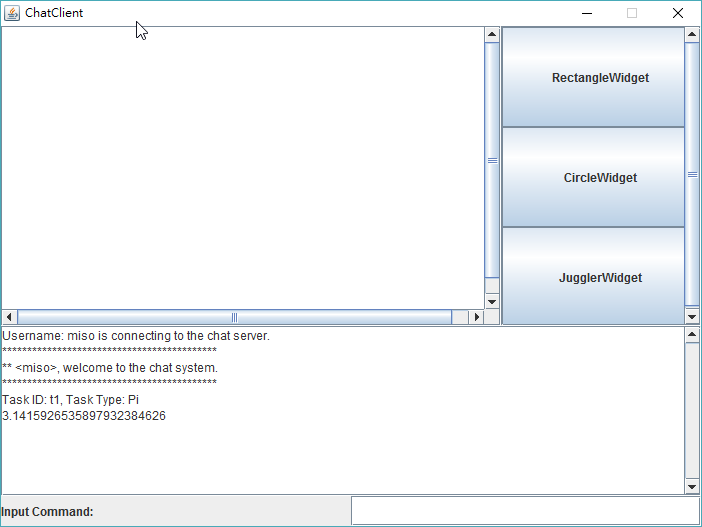 ChatClient
RectangleWidget
CircleWidget
JugglerWidget
Username: miso is connecting to the chat server.
*******************************************
** <miso>, welcome to the chat system.
*******************************************
Task ID: t1, Task Type: Pi
3.1415926535897932384626
Input Command: